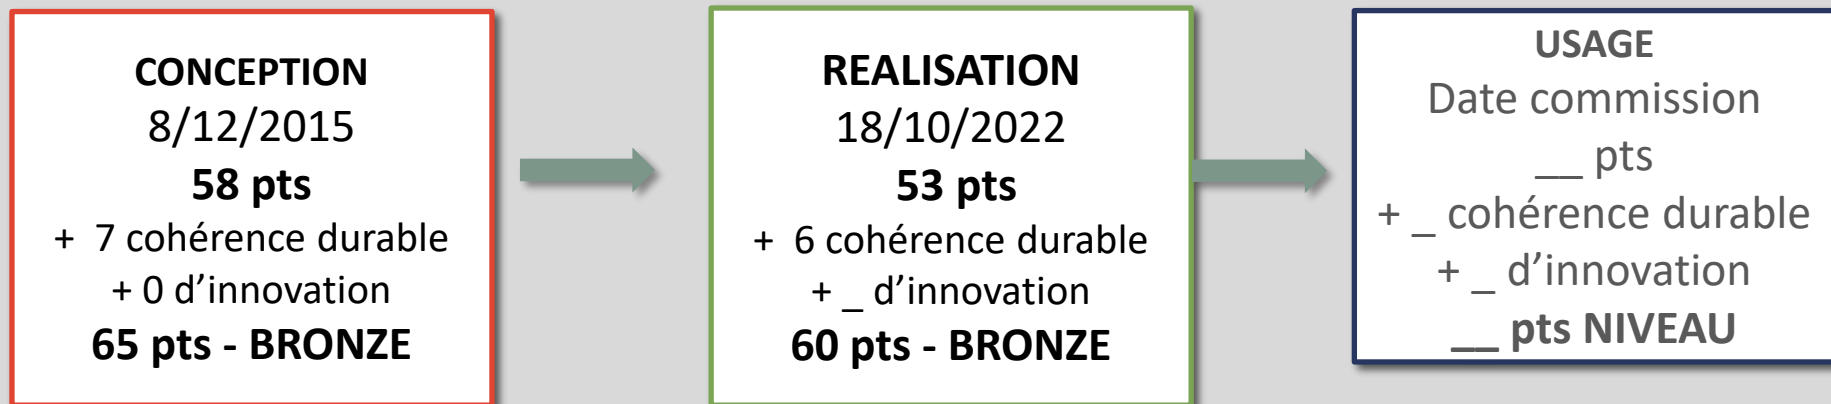 CONCEPTION
8/12/2015
58 pts
+ 7 cohérence durable
+ 0 d’innovation
65 pts - BRONZE
REALISATION
18/10/2022
53 pts
+ 6 cohérence durable
+ _ d’innovation
60 pts - BRONZE
USAGE
Date commission
__ pts
+ _ cohérence durable
+ _ d’innovation
__ pts NIVEAU